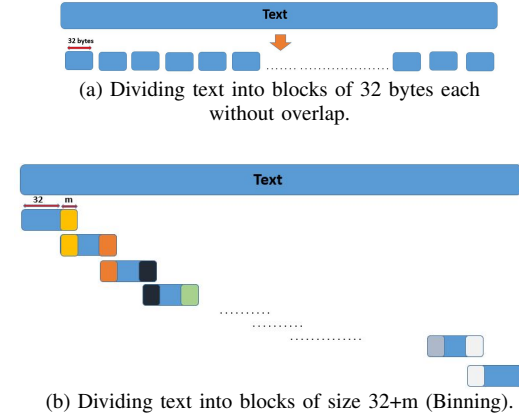 Text
32 bytes
(a) Dividing text into blocks of 32 bytes each
without overlap.
Text
32 m
(b) Dividing text into blocks of size 32+m (Binning).